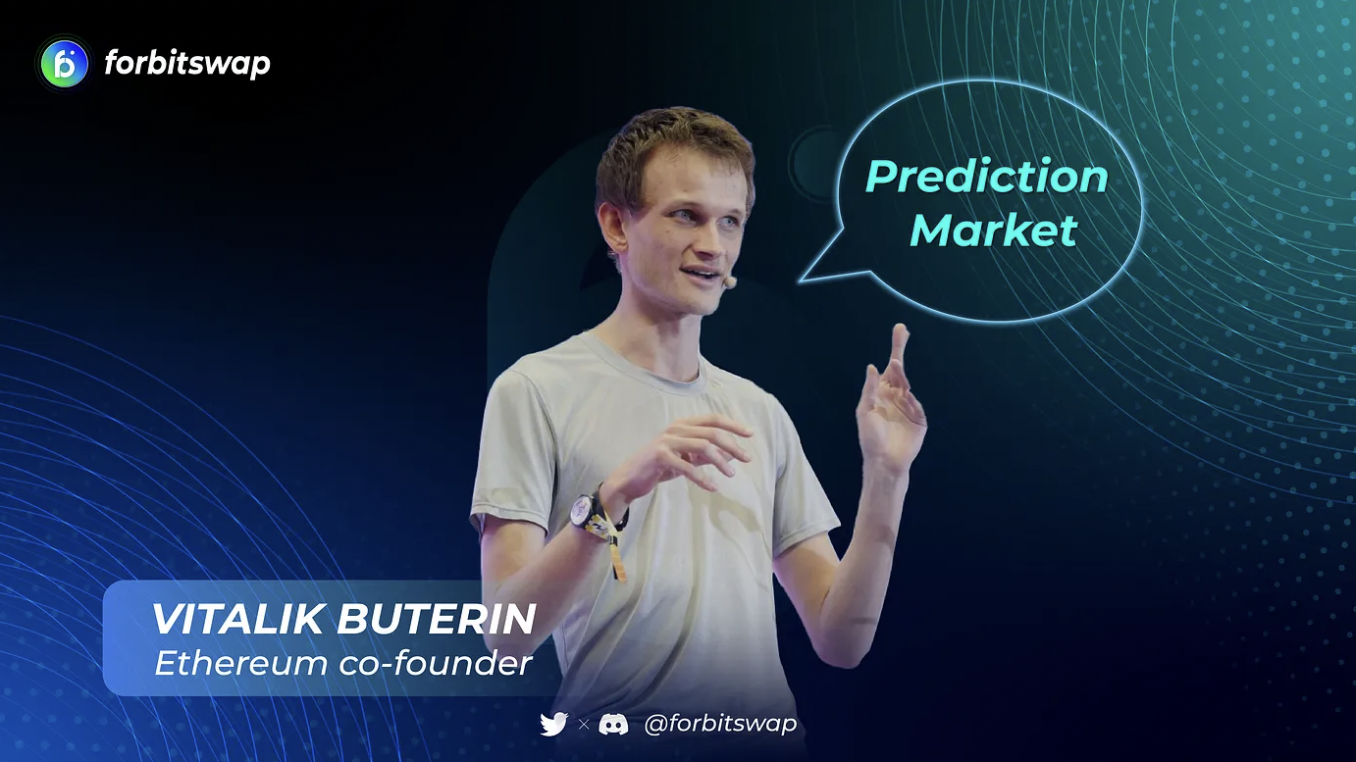 forbitswap
Prediction
Market
VITALIK BUTERIN
Ethereum co-founder
@forbitswap